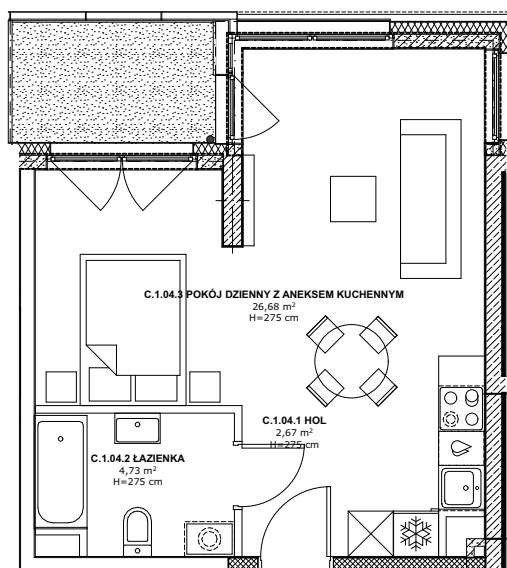 C.1.04.3 POKÓJ DZIENNY Z ANEKSEM KUCHENNYM
26,68 m²
H=275 cm
C.1.04.1 HOL
2,67 m²
H=275 cm
C.1.04.2 ŁAZIENKA
4,73 m²
H=275 cm